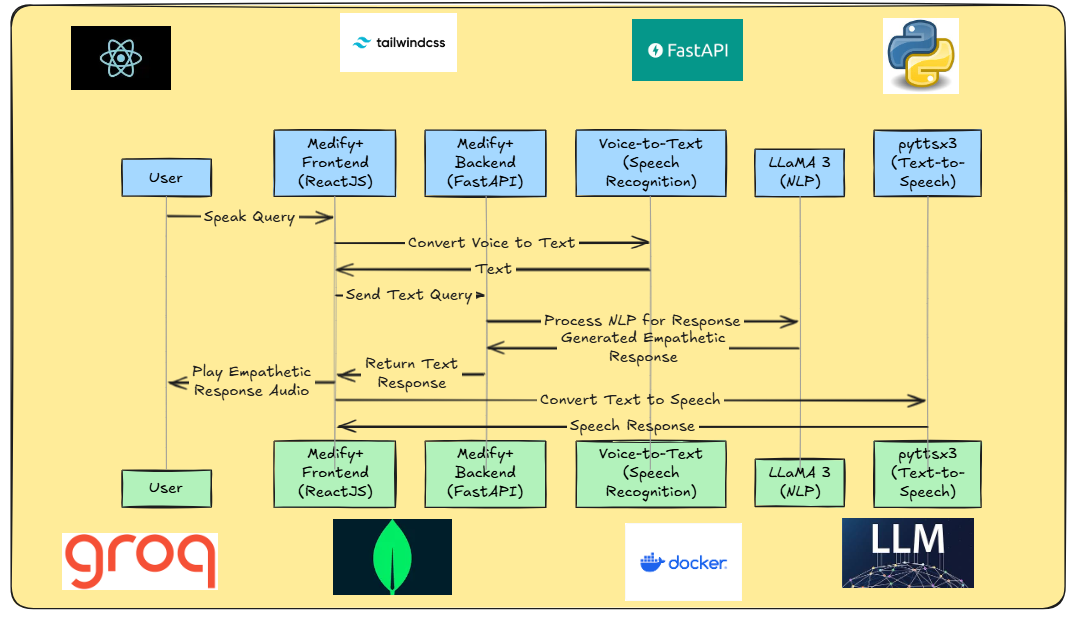 tailwindcss
FastAPI
Medify+
Frontend
(ReactJS)
Medify+
Backend
(FastAPI)
Voice-to-Text
(Speech
Recognition)
pyttsx3
(Text-to-
Speech)
User
LLaMA 3
(NLP)
Speak Query
Convert Voice to Text
Text
Send Text Query
Process NLP for Response
Generated Empathetic
Response
Return Text
Response
Play Empathetic
Response Audio
Convert Text to Speech
Speech Response
User
Medify+
Frontend
(ReactJS)
Medify+
Backend
(FastAPI)
Voice-to-Text
(Speech
Recognition)
LLaMA 3
(NLP)
pyttsx3
(Text-to-
Speech)
groq
docker
LLM